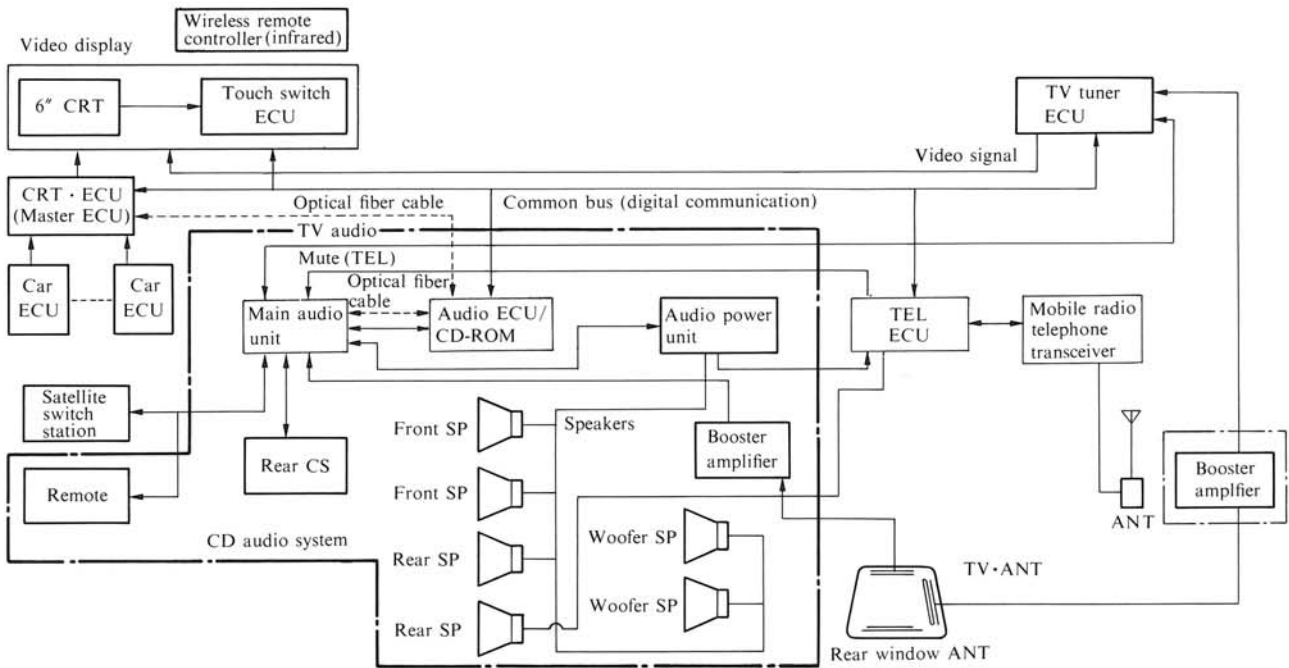 Wireless remote
controller (infrared)
Video display
6″ CRT
Touch switch
ECU
TV tuner
ECU
Video signal
CRT・ECU
(Master ECU)
Optical fiber cable
Common bus (digital communication)
TV audio
Mute (TEL)
Car
ECU
Car
ECU
Optical fiber
cable
Main audio
unit
Audio ECU/
CD-ROM
Audio power
unit
TEL
ECU
Mobile radio
telephone
transceiver
Satellite
switch
station
Front SP
Speakers
Booster
amplifier
Rear CS
Remote
Front SP
Booster
amplfier
ANT
CD audio system
Rear SP
Woofer SP
TV・ANT
Woofer SP
Rear SP
Rear window ANT